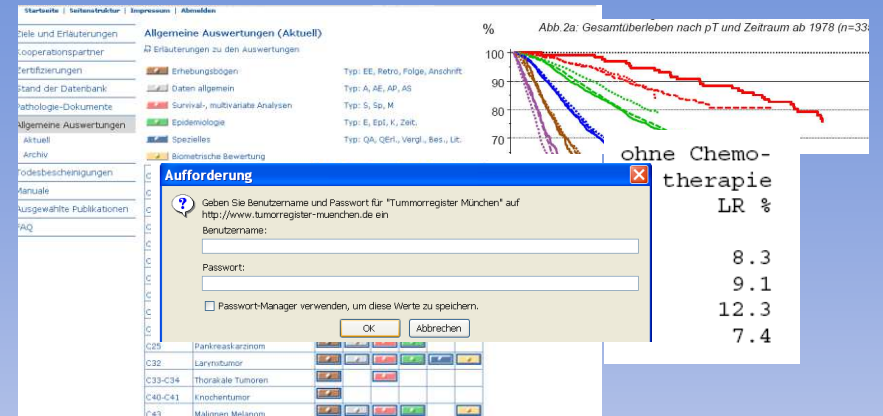 Startseite | Seitenstruktur | Impressum | Abmelden
Ziele und Erläuterungen
Kooperationspartner
Zertifizierungen
Stand der Datenbank
Pathologie-Dokumente
Allgemeine Auswertungen
Aktuell
Archiv
Todesbescheinigungen
Manuale
Ausgewählte Publikationen
FAQ
Allgemeine Auswertungen (Aktuell)
Erläuterungen zu den Auswertungen
Erhebungsbögen Typ: EE, Retro, Folge, Anschrift
Daten allgemein Typ: A, AE, AP, AS
Survival-, multivariate Analysen Typ: S, Sp, M
Epidemiologie Typ: E, EpI, K, Zeit.
Spezielles Typ: QA, QEri., Vergl., Bes., Lit.
Biometrische Bewertung
%
Abb.2a: Gesamtüberleben nach pT und Zeitraum ab 1978 (n=33
100
90
80
70
ohne Chemo-
therapie
LR %
8.3
9.1
12.3
7.4
Aufforderung
Geben Sie Benutzername und Passwort für "Tummorregister München" auf
http://www.tumorregister-muenchen.de ein
Benutzername:
Passwort:
Passwort-Manager verwenden, um diese Werte zu speichern.
OK Abbrechen
C25 Pankreaskarzinom
C32 Larynxtumor
C33-C34 Thorakale Tumoren
C40-C41 Knochentumor
C43 Malignes Melanom